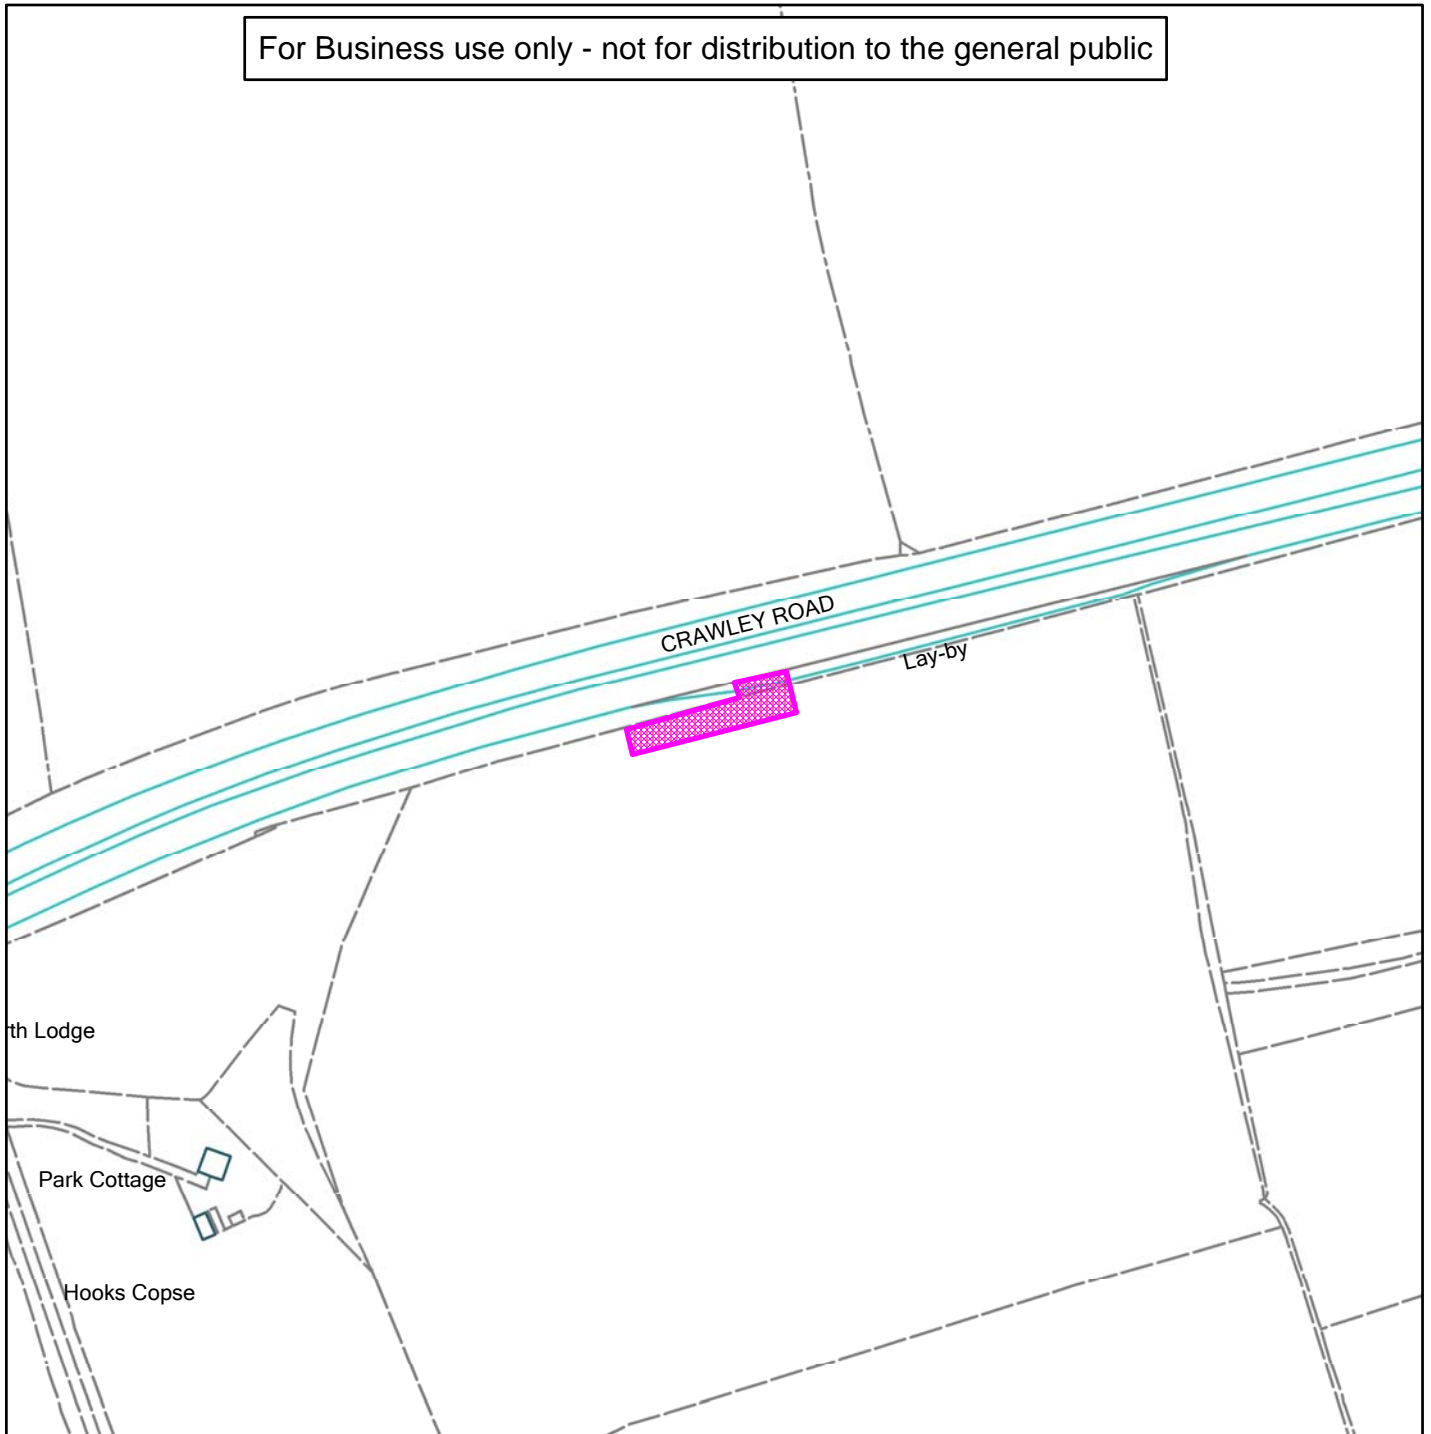 For Business use only - not for distribution to the general public
CRAWLEY ROAD
Lay-by
th Lodge
Park Cottage
Hooks Copse